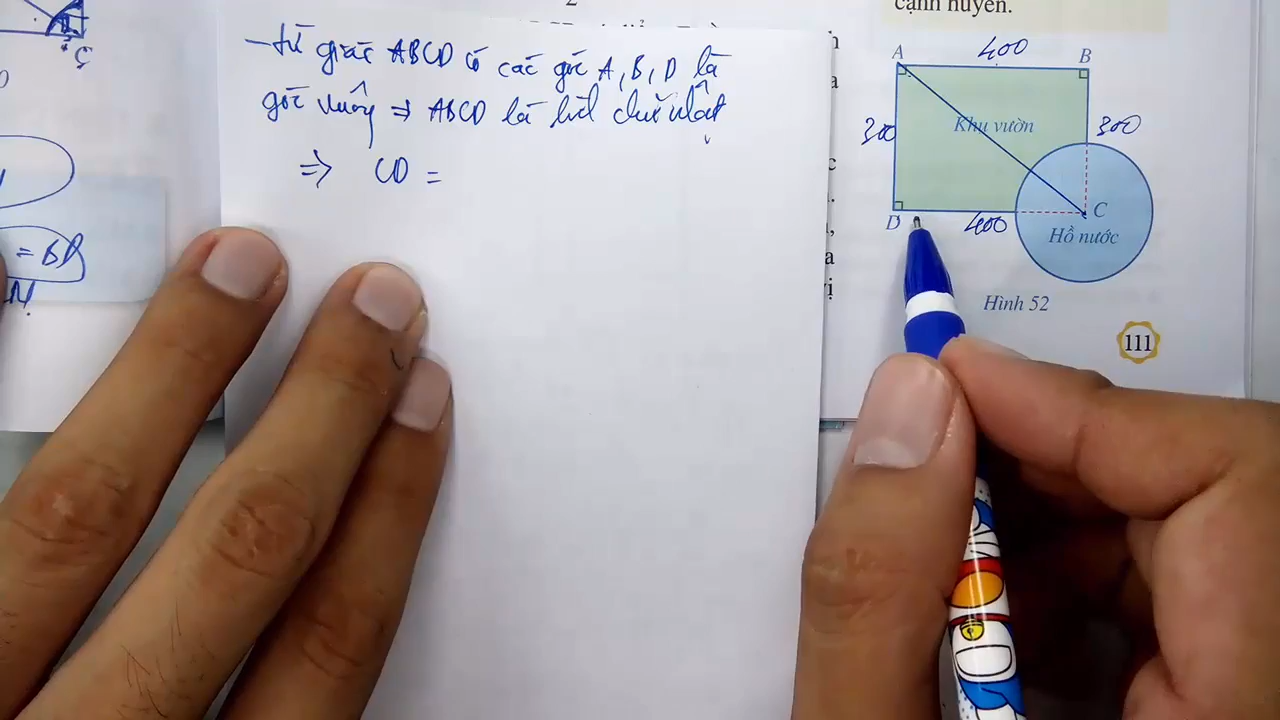 cạnh huyền.
- tứ giác ABCD có các góc A, B, D là
góc vuông ⇒ ABCD là hcn chữ nhật
⇒ CD =
= BD
A
400
B
300
Khu vườn
300
D
400
C
Hồ nước
Hình 52
111